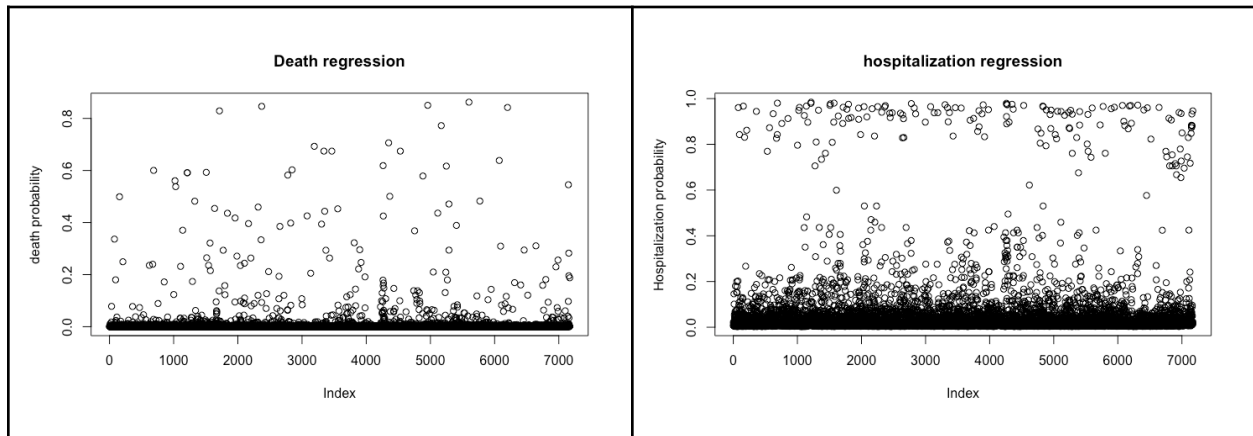 Death regression
death probability
0.8
0.6
0.4
0.2
0.0
0 1000 2000 3000 4000 5000 6000 7000
Index
hospitalization regression
Hospitalization probability
1.0
0.8
0.6
0.4
0.2
0.0
0 1000 2000 3000 4000 5000 6000 7000
Index